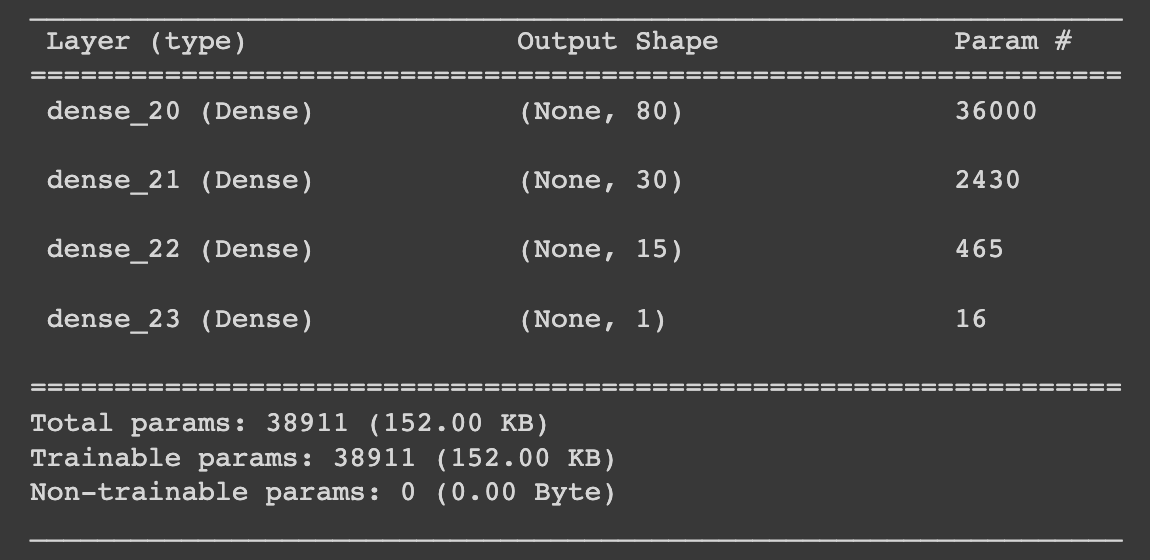 Layer (type) Output Shape Param #
dense_20 (Dense) (None, 80) 36000
dense_21 (Dense) (None, 30) 2430
dense_22 (Dense) (None, 15) 465
dense_23 (Dense) (None, 1) 16
Total params: 38911 (152.00 KB)
Trainable params: 38911 (152.00 KB)
Non-trainable params: 0 (0.00 Byte)